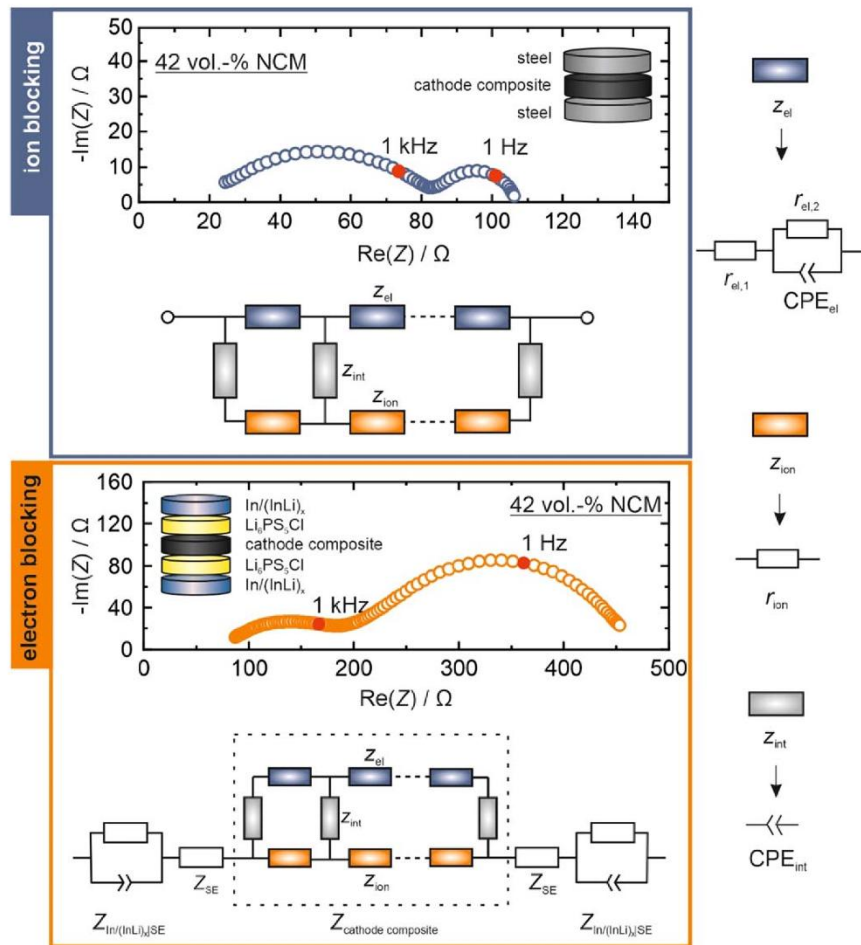 ion blocking
50
40
30
20
10
0
-Im(Z) / Ω
42 vol.-% NCM
steel
cathode composite
steel
1 kHz
1 Hz
0 20 40 60 80 100 120 140
Re(Z) / Ω
z_el
z_int
z_ion
z_el
r_el,2
r_el,1
CPE_el
z_ion
r_ion
z_int
CPE_int
electron blocking
160
120
80
40
0
-Im(Z) / Ω
In/(InLi)ₓ
Li₆PS₅Cl
cathode composite
Li₆PS₅Cl
In/(InLi)ₓ
42 vol.-% NCM
1 kHz
1 Hz
0 100 200 300 400 500
Re(Z) / Ω
z_el
z_int
z_ion
Z_SE
Z_SE
Z_In/(InLi)ₓ|SE
Z_cathode composite
Z_In/(InLi)ₓ|SE